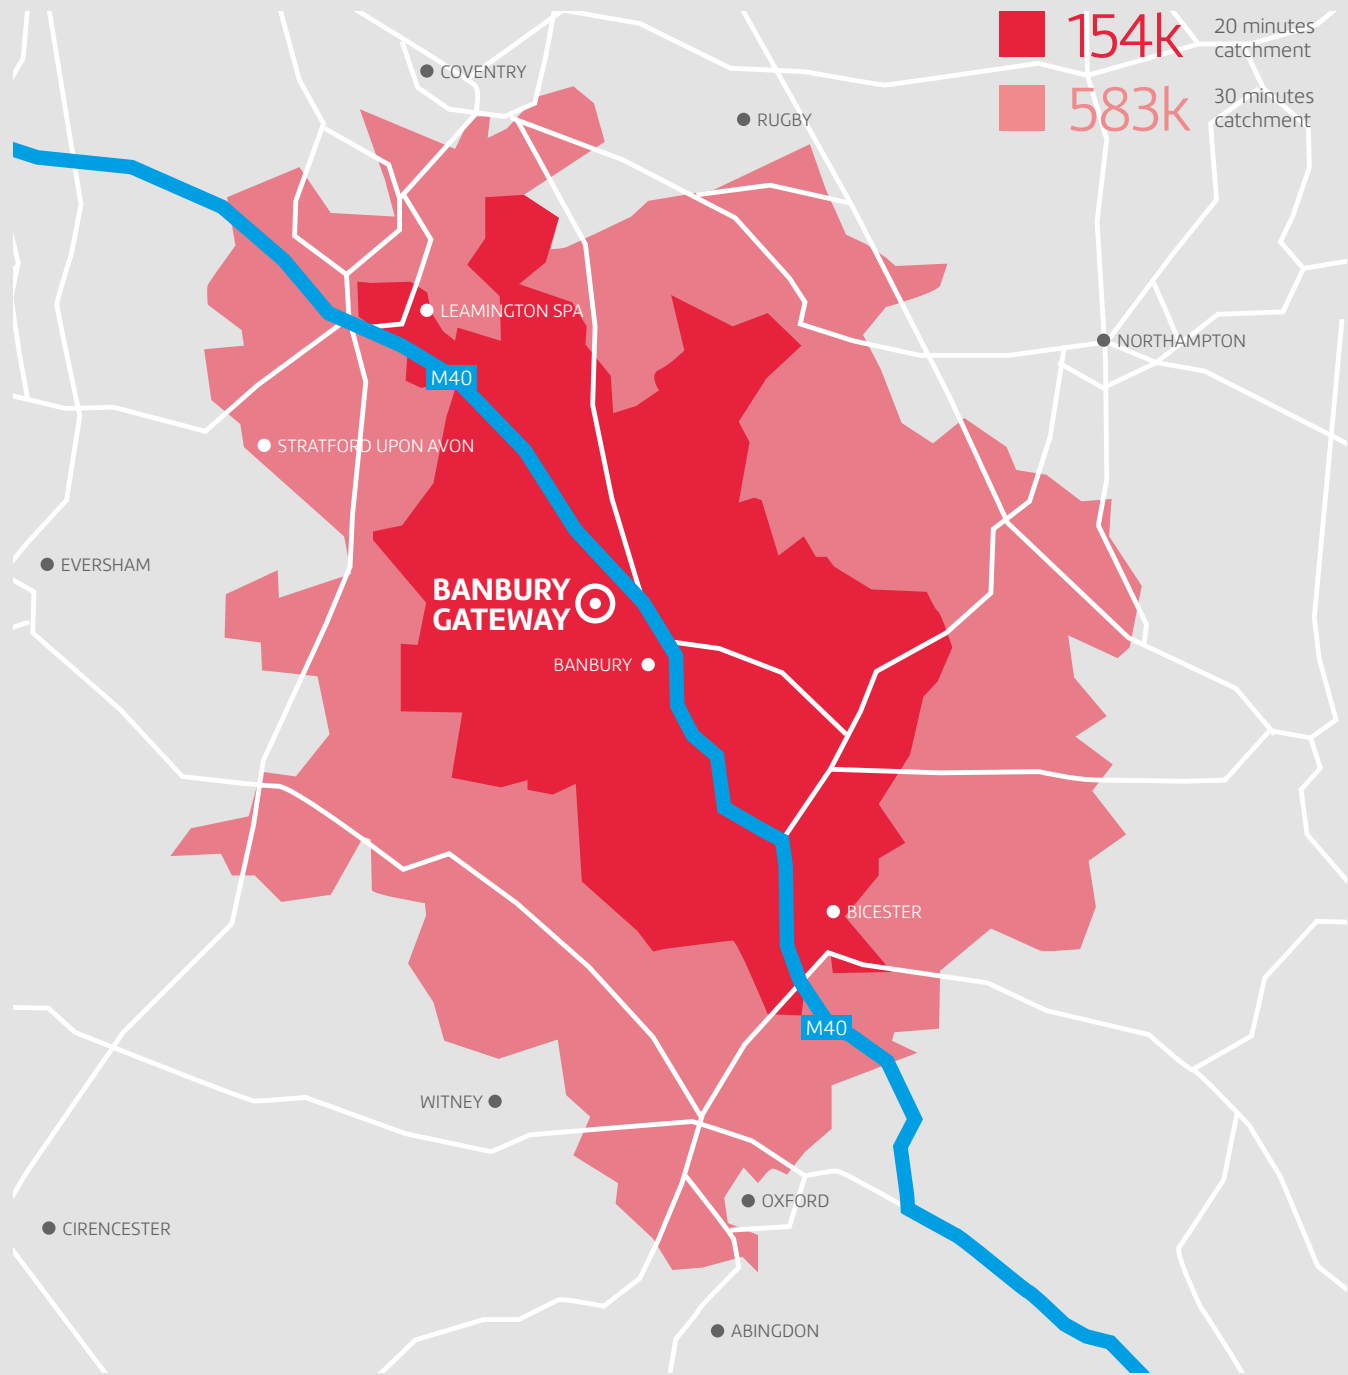 154k
20 minutes
catchment
583k
30 minutes
catchment
COVENTRY
RUGBY
LEAMINGTON SPA
NORTHAMPTON
M40
STRATFORD UPON AVON
EVERSHAM
BANBURY
GATEWAY
BANBURY
BICESTER
M40
WITNEY
OXFORD
CIRENCESTER
ABINGDON